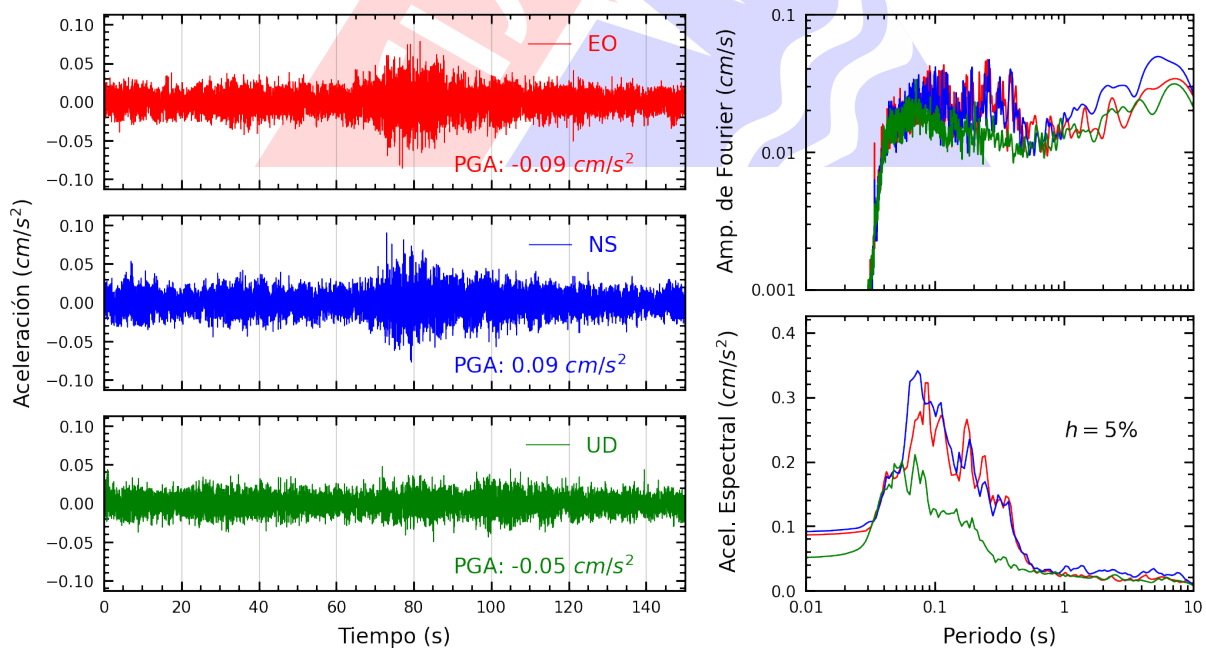 Aceleración (cm/s²)
0.10
0.05
0.00
−0.05
−0.10
EO
PGA: -0.09 cm/s²
0.10
0.05
0.00
−0.05
−0.10
NS
PGA: 0.09 cm/s²
0.10
0.05
0.00
−0.05
−0.10
UD
PGA: -0.05 cm/s²
0 20 40 60 80 100 120 140
Tiempo (s)
Amp. de Fourier (cm/s)
0.1
0.01
0.001
Acel. Espectral (cm/s²)
0.4
0.3
0.2
0.1
0.0
h = 5%
0.01 0.1 1 10
Periodo (s)